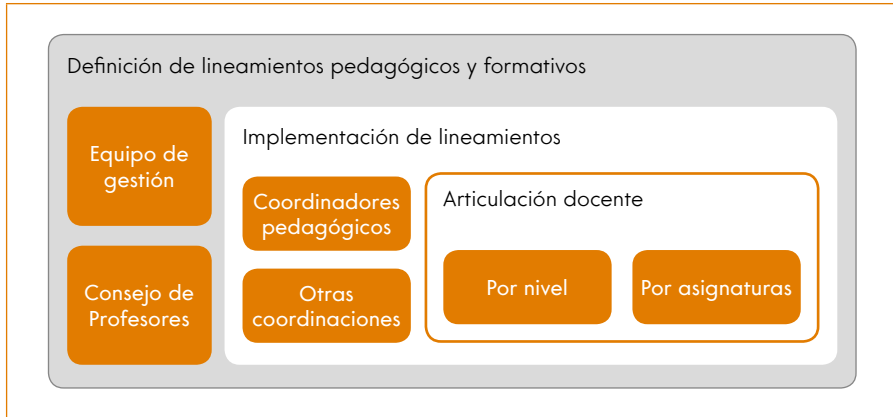 Definición de lineamientos pedagógicos y formativos
Equipo de
gestión
Consejo de
Profesores
Implementación de lineamientos
Coordinadores
pedagógicos
Otras
coordinaciones
Articulación docente
Por nivel
Por asignaturas